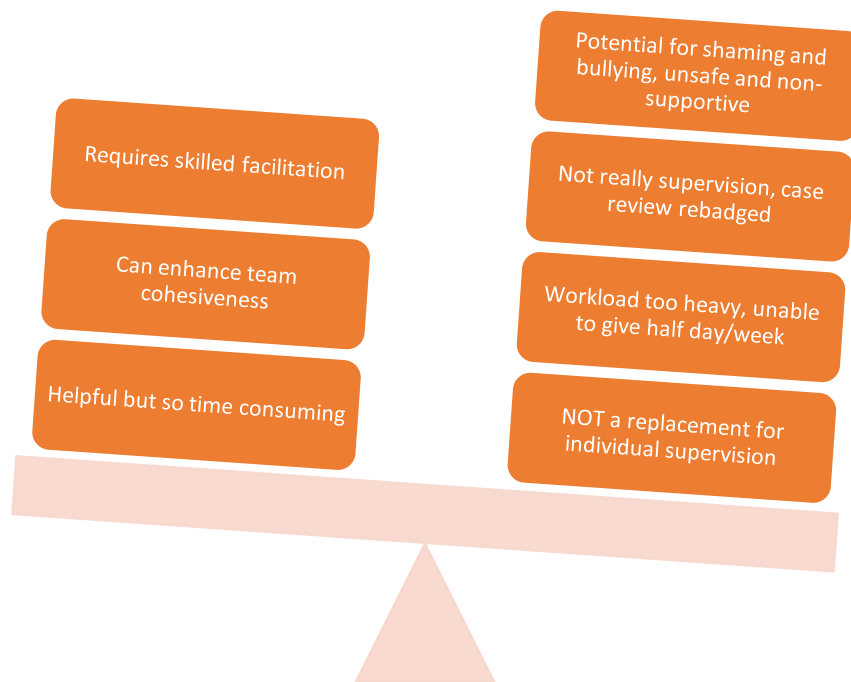 Requires skilled facilitation
Can enhance team
cohesiveness
Helpful but so time consuming
Potential for shaming and
bullying, unsafe and non-
supportive
Not really supervision, case
review rebadged
Workload too heavy, unable
to give half day/week
NOT a replacement for
individual supervision